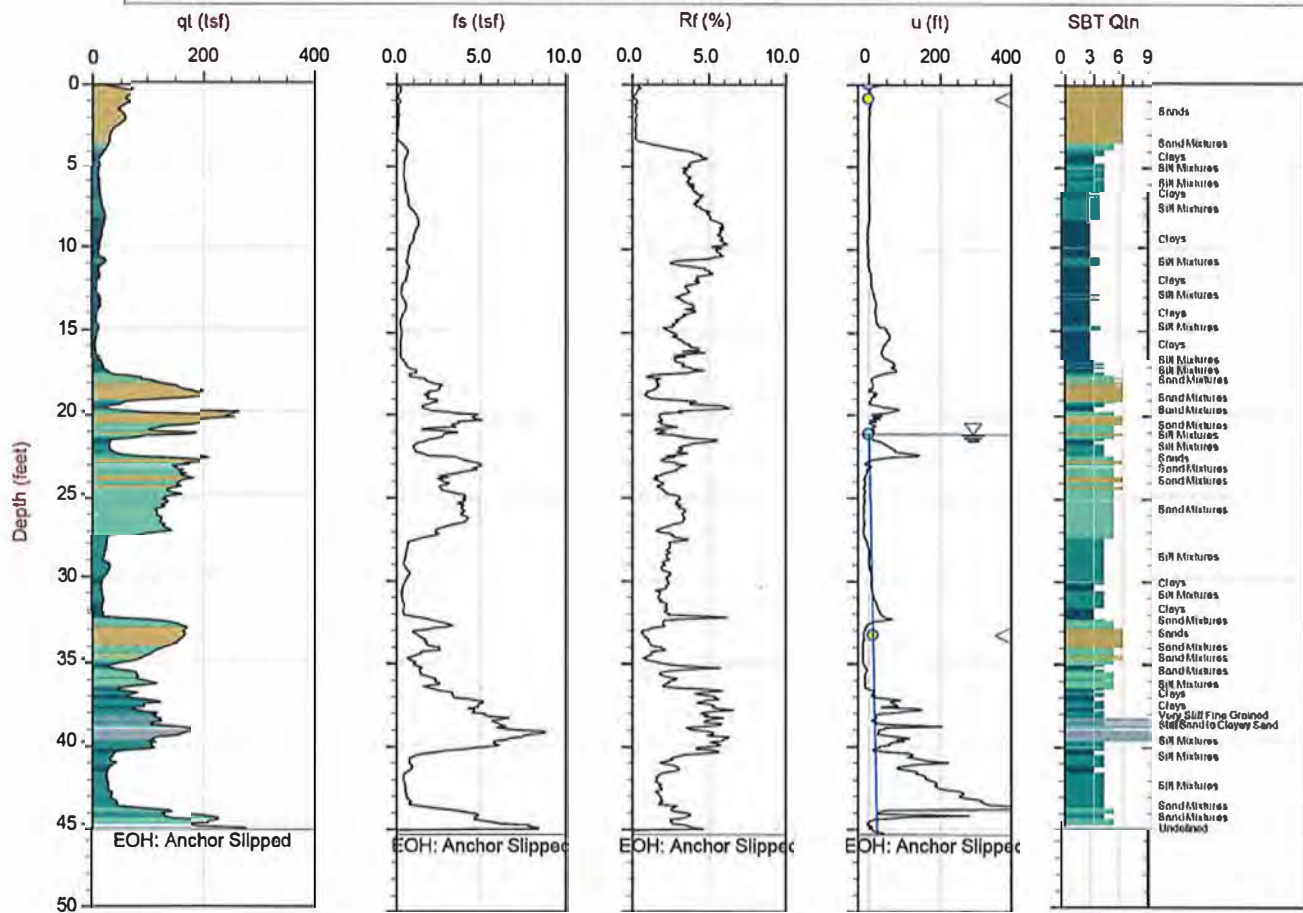 qt (tsf) fs (tsf) Rf (%) u (ft) SBT Qtn
0 200 400 0.0 5.0 10.0 0.0 5.0 10.0 0 200 400 0 3 6 9
0
5
10
15
20
25
30
35
40
45
50
Depth (feet)
Sands
Sand Mixtures
Clays
Silt Mixtures
Silt Mixtures
Clays
Silt Mixtures
Clays
Silt Mixtures
Clays
Silt Mixtures
Clays
Silt Mixtures
Clays
Silt Mixtures
Silt Mixtures
Sand Mixtures
Sand Mixtures
Sand Mixtures
Sand Mixtures
Silt Mixtures
Silt Mixtures
Sands
Sand Mixtures
Sand Mixtures
Sand Mixtures
Silt Mixtures
Clays
Silt Mixtures
Clays
Sand Mixtures
Sands
Sand Mixtures
Sand Mixtures
Sand Mixtures
Silt Mixtures
Clays
Clays
Very Stiff Fine Grained
Stiff Sand to Clayey Sand
Silt Mixtures
Silt Mixtures
Silt Mixtures
Sand Mixtures
Sand Mixtures
Undefined
EOH: Anchor Slipped
EOH: Anchor Slipped
EOH: Anchor Slipped
EOH: Anchor Slipped